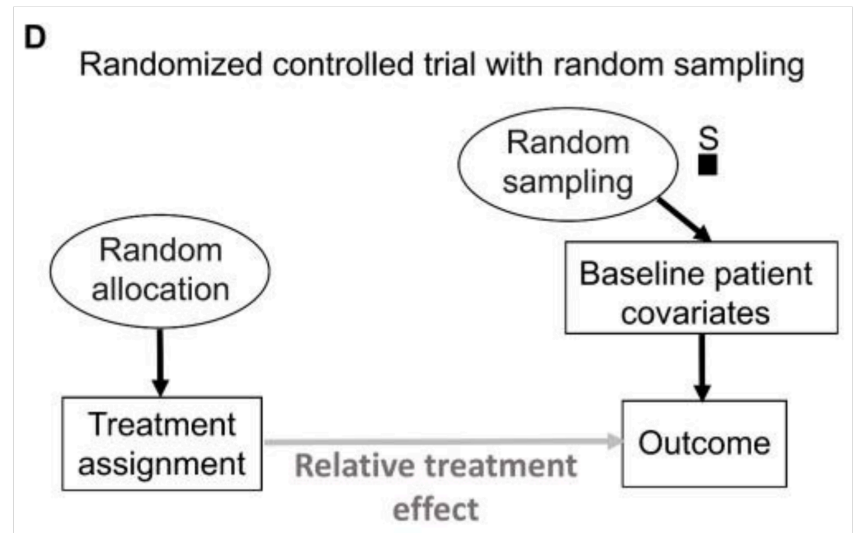 D
Randomized controlled trial with random sampling
Random
sampling
S
Random
allocation
Baseline patient
covariates
Treatment
assignment
Relative treatment
effect
Outcome